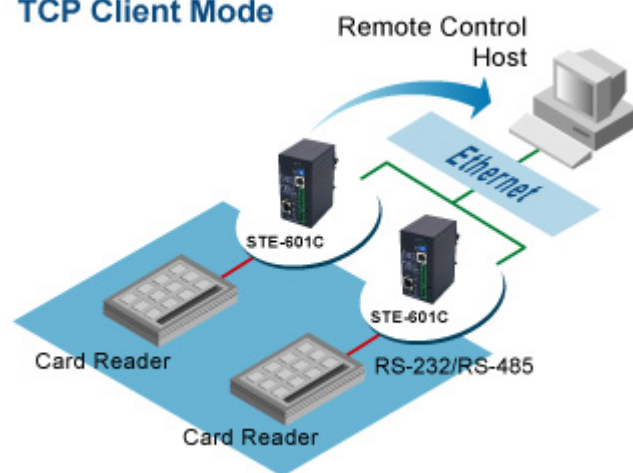 TCP Client Mode
Remote Control
Host
Ethernet
STE-601C
STE-601C
Card Reader
RS-232/RS-485
Card Reader